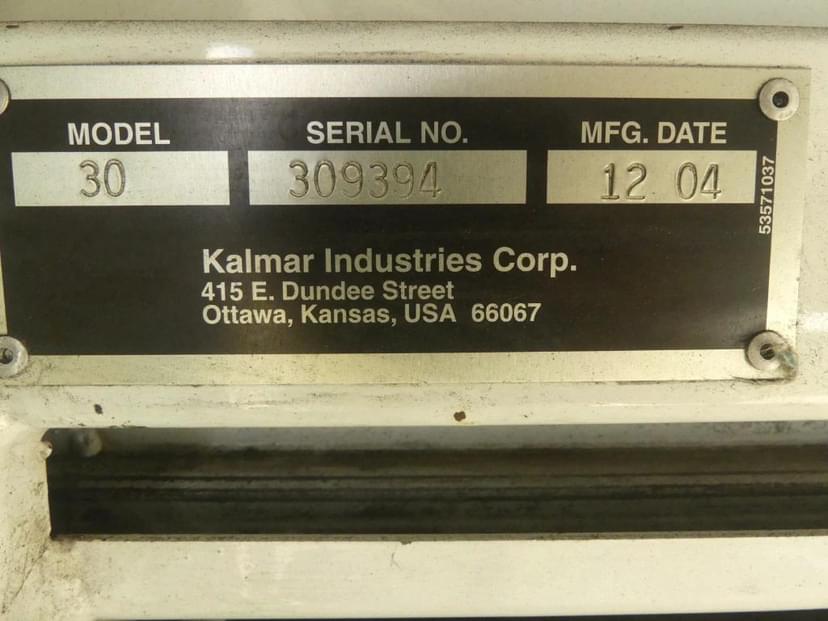 MODEL SERIAL NO. MFG. DATE
30 309394 12 04
53571037
Kalmar Industries Corp.
415 E. Dundee Street
Ottawa, Kansas, USA 66067